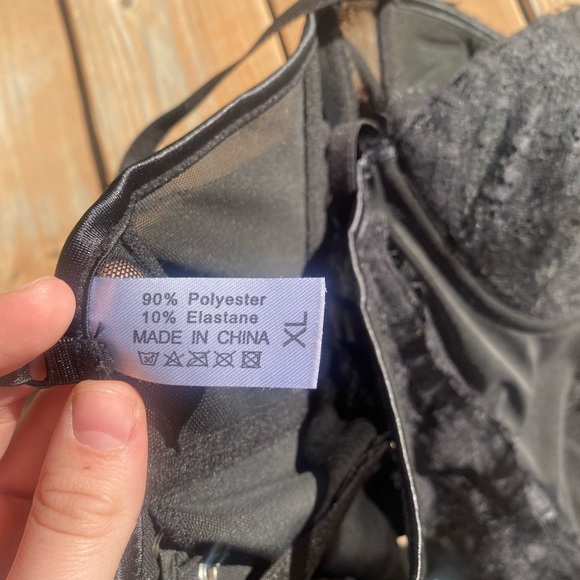 90% Polyester
10% Elastane
MADE IN CHINA
XL